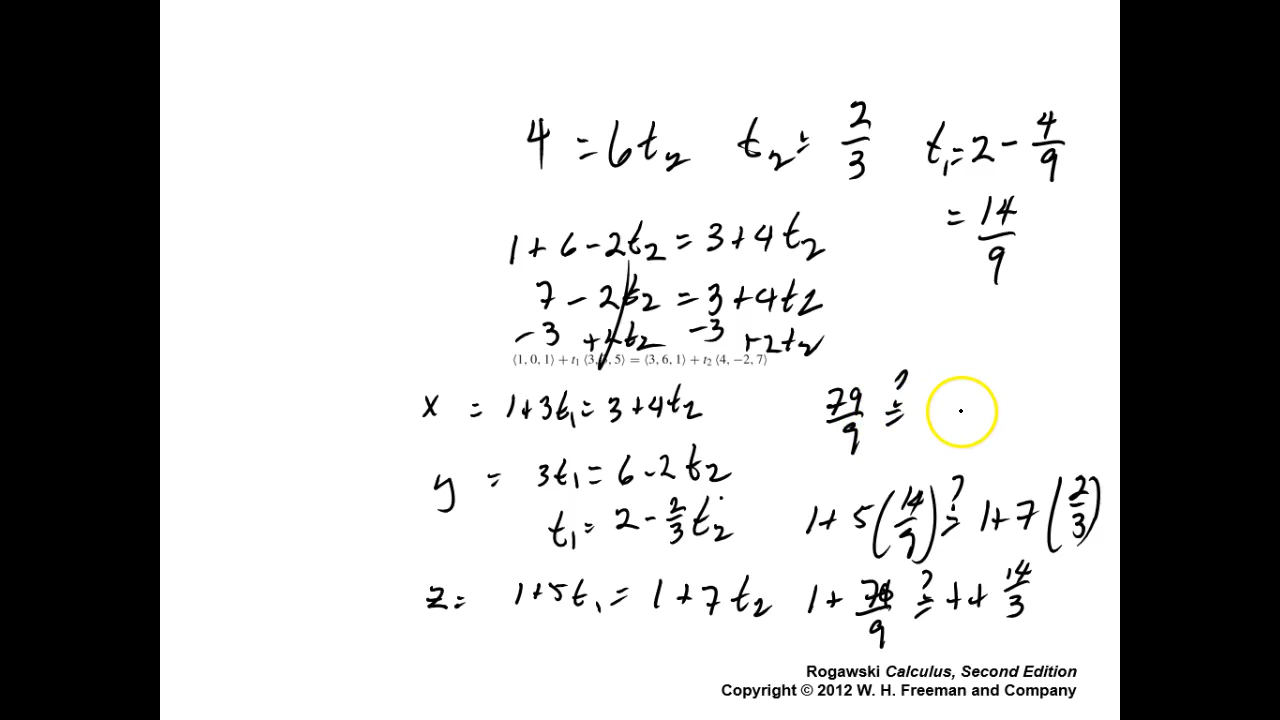 4 = 6t₂ t₂ = 2/3 t₁ = 2 - 4/9
= 14/9
1 + 6 - 2t₂ = 3 + 4t₂
7 - 2t₂ = 3 + 4t₂
-3 +2t₂ -3 +2t₂
⟨1, 0, 1⟩ + t₁ ⟨3, 3, 5⟩ = ⟨3, 6, 1⟩ + t₂ ⟨4, −2, 7⟩
x = 1 + 3t₁ = 3 + 4t₂
y = 3t₁ = 6 - 2t₂
t₁ = 2 - 2/3 t₂
z = 1 + 5t₁ = 1 + 7t₂
79/9 ?=
1 + 5(14/9) ?= 1 + 7(2/3)
1 + 70/9 ?= 1 + 14/3
Rogawski Calculus, Second Edition
Copyright © 2012 W. H. Freeman and Company